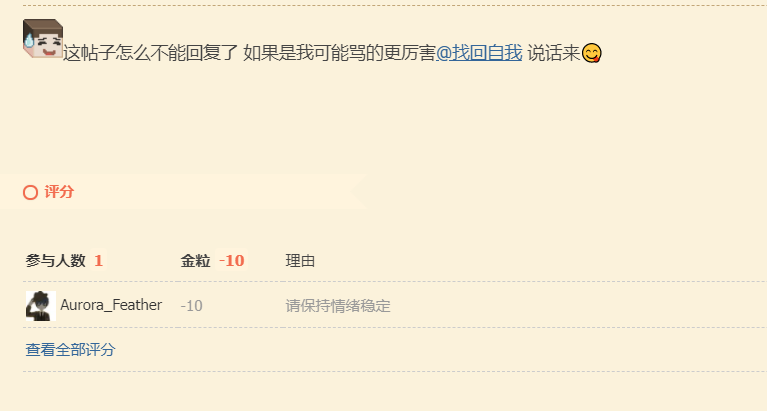 这帖子怎么不能回复了 如果是我可能骂的更厉害@找回自我 说话来
评分
参与人数 1 金粒 -10 理由
Aurora_Feather -10 请保持情绪稳定
查看全部评分